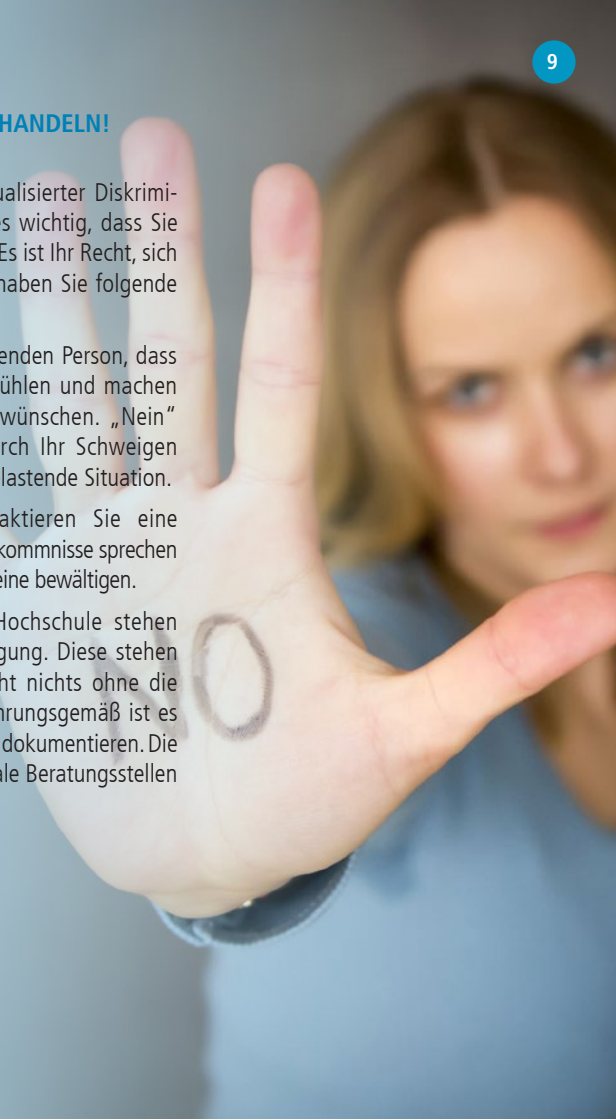 9
HANDELN!
ualisierter Diskrimi-
es wichtig, dass Sie
Es ist Ihr Recht, sich
haben Sie folgende
enden Person, dass
ühlen und machen
wünschen. „Nein“
rch Ihr Schweigen
lastende Situation.
aktieren Sie eine
kommnisse sprechen
eine bewältigen.
Hochschule stehen
gung. Diese stehen
ht nichts ohne die
hrungsgemäß ist es
dokumentieren. Die
ale Beratungsstellen
NO